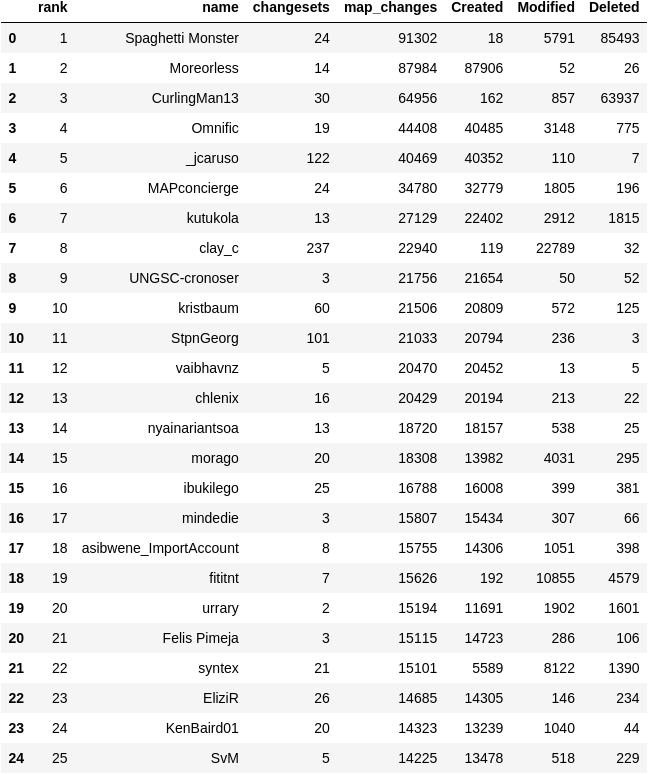 rank name changesets map_changes Created Modified Deleted
0 1 Spaghetti Monster 24 91302 18 5791 85493
1 2 Moreorless 14 87984 87906 52 26
2 3 CurlingMan13 30 64956 162 857 63937
3 4 Omnific 19 44408 40485 3148 775
4 5 _jcaruso 122 40469 40352 110 7
5 6 MAPconcierge 24 34780 32779 1805 196
6 7 kutukola 13 27129 22402 2912 1815
7 8 clay_c 237 22940 119 22789 32
8 9 UNGSC-cronoser 3 21756 21654 50 52
9 10 kristbaum 60 21506 20809 572 125
10 11 StpnGeorg 101 21033 20794 236 3
11 12 vaibhavnz 5 20470 20452 13 5
12 13 chlenix 16 20429 20194 213 22
13 14 nyainariantsoa 13 18720 18157 538 25
14 15 morago 20 18308 13982 4031 295
15 16 ibukilego 25 16788 16008 399 381
16 17 mindedie 3 15807 15434 307 66
17 18 asibwene_ImportAccount 8 15755 14306 1051 398
18 19 fititnt 7 15626 192 10855 4579
19 20 urrary 2 15194 11691 1902 1601
20 21 Felis Pimeja 3 15115 14723 286 106
21 22 syntex 21 15101 5589 8122 1390
22 23 EliziR 26 14685 14305 146 234
23 24 KenBaird01 20 14323 13239 1040 44
24 25 SvM 5 14225 13478 518 229